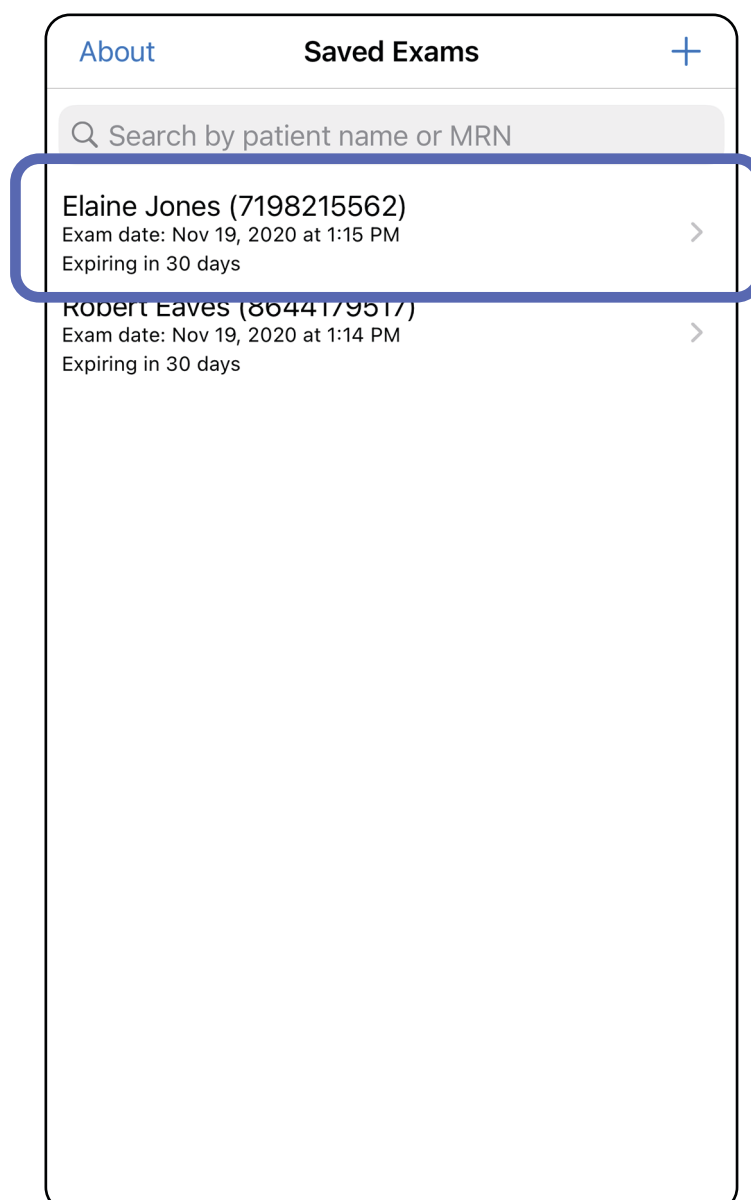 About
Saved Exams
+
Search by patient name or MRN
Elaine Jones (7198215562)
Exam date: Nov 19, 2020 at 1:15 PM
Expiring in 30 days
Robert Eaves (8644179517)
Exam date: Nov 19, 2020 at 1:14 PM
Expiring in 30 days